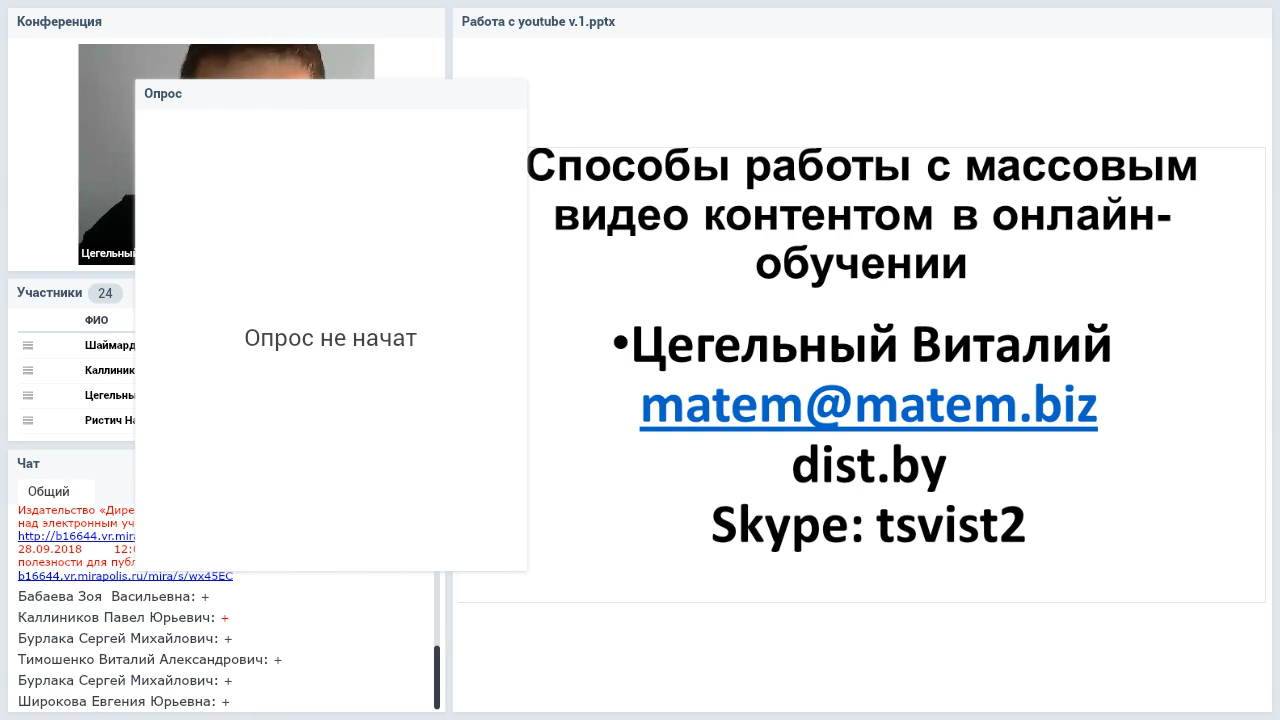 Конференция
Цегельный
Опрос
Опрос не начат
Участники 24
ФИО
Шаймард
Каллиник
Цегельны
Ристич На
Чат
Общий
Издательство «Дире
над электронным уч
http://b16644.vr.mira
28.09.2018 12:0
полезности для публ
b16644.vr.mirapolis.ru/mira/s/wx45EC
Бабаева Зоя Васильевна: +
Каллиников Павел Юрьевич: +
Бурлака Сергей Михайлович: +
Тимошенко Виталий Александрович: +
Бурлака Сергей Михайлович: +
Широкова Евгения Юрьевна: +
Работа с youtube v.1.pptx
Способы работы с массовым
видео контентом в онлайн-
обучении
•Цегельный Виталий
matem@matem.biz
dist.by
Skype: tsvist2